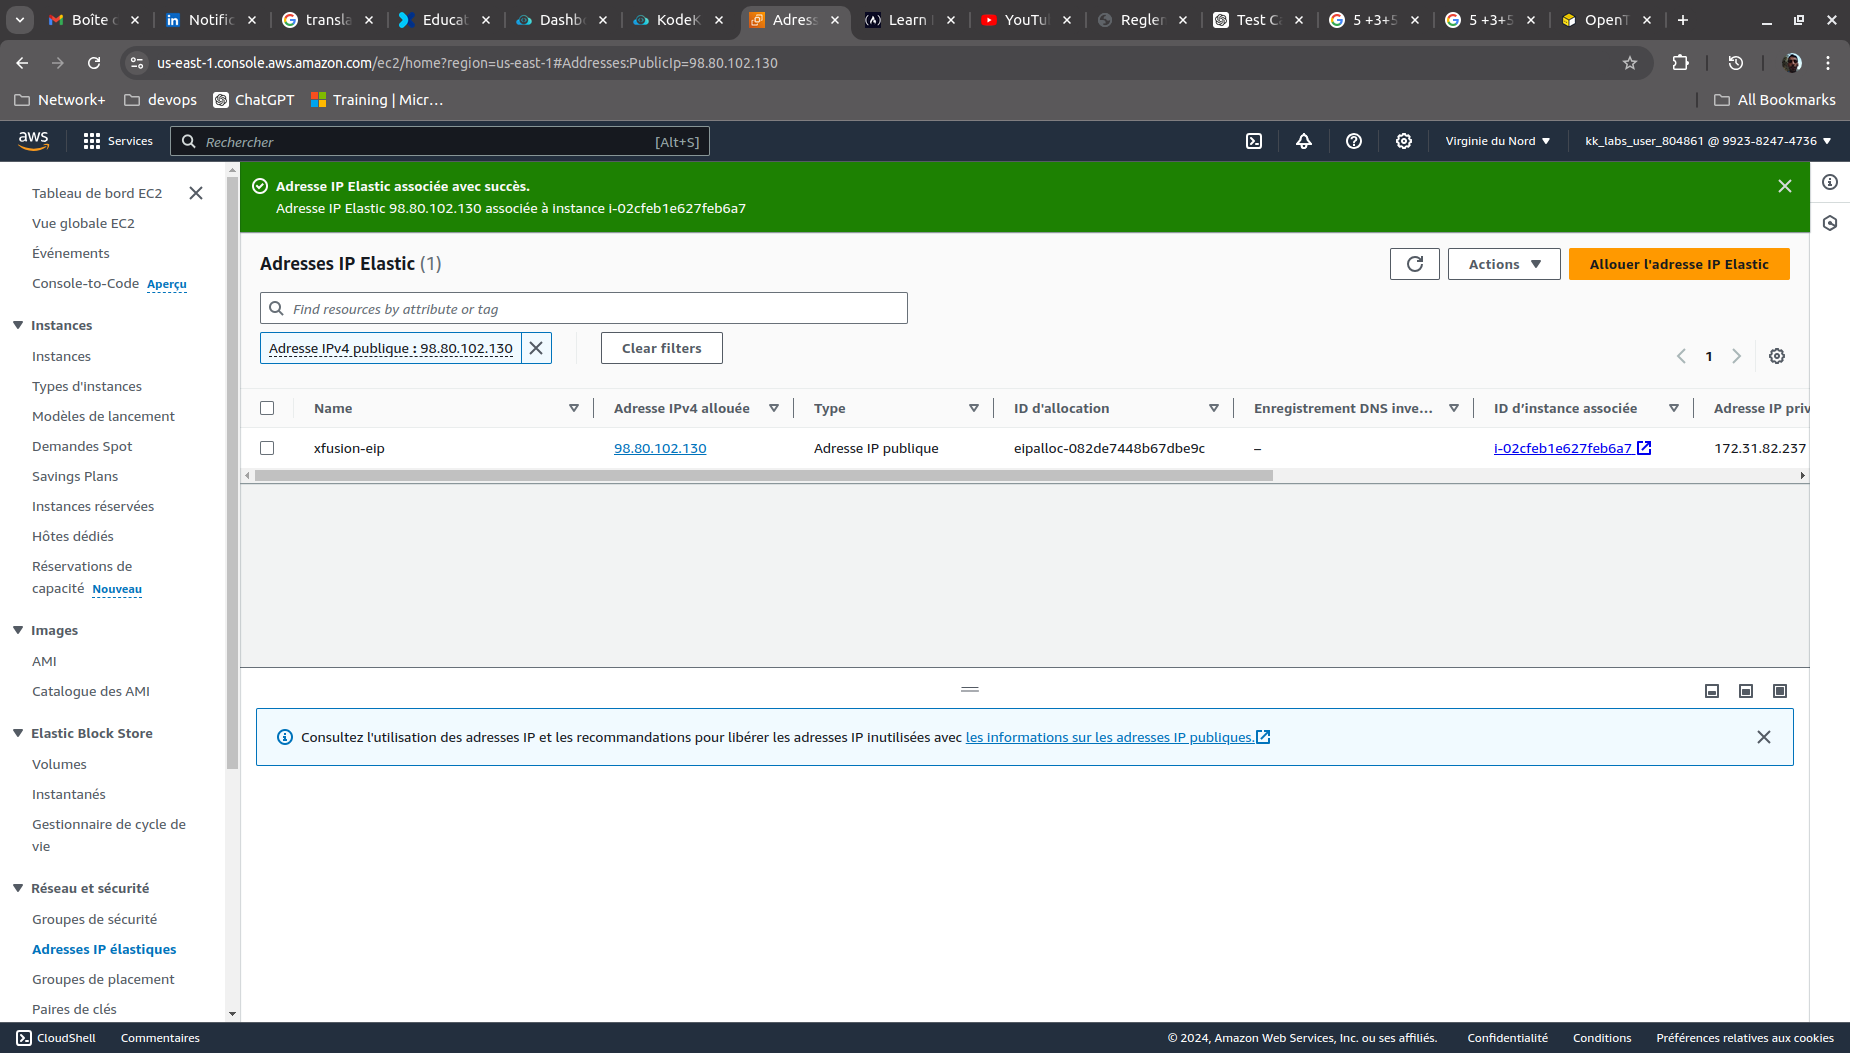 Boîte
Notific
transla
Educat
Dashb
KodeK
Adress
Learn
YouTu
Regler
Test Ca
5 +3+5
5 +3+5
OpenT
us-east-1.console.aws.amazon.com/ec2/home?region=us-east-1#Addresses:PublicIp=98.80.102.130
Network+
devops
ChatGPT
Training | Micr…
All Bookmarks
aws
Services
Rechercher
[Alt+S]
Virginie du Nord
kk_labs_user_804861 @ 9923-8247-4736
Tableau de bord EC2
Vue globale EC2
Événements
Console-to-Code Aperçu
Instances
Instances
Types d'instances
Modèles de lancement
Demandes Spot
Savings Plans
Instances réservées
Hôtes dédiés
Réservations de
capacité Nouveau
Images
AMI
Catalogue des AMI
Elastic Block Store
Volumes
Instantanés
Gestionnaire de cycle de
vie
Réseau et sécurité
Groupes de sécurité
Adresses IP élastiques
Groupes de placement
Paires de clés
Adresse IP Elastic associée avec succès.
Adresse IP Elastic 98.80.102.130 associée à instance i-02cfeb1e627feb6a7
Adresses IP Elastic (1)
Actions
Allouer l'adresse IP Elastic
Find resources by attribute or tag
Adresse IPv4 publique : 98.80.102.130
Clear filters
1
Name
Adresse IPv4 allouée
Type
ID d'allocation
Enregistrement DNS inve...
ID d’instance associée
Adresse IP priv
xfusion-eip
98.80.102.130
Adresse IP publique
eipalloc-082de7448b67dbe9c
–
i-02cfeb1e627feb6a7
172.31.82.237
Consultez l'utilisation des adresses IP et les recommandations pour libérer les adresses IP inutilisées avec les informations sur les adresses IP publiques.
CloudShell
Commentaires
© 2024, Amazon Web Services, Inc. ou ses affiliés.
Confidentialité
Conditions
Préférences relatives aux cookies